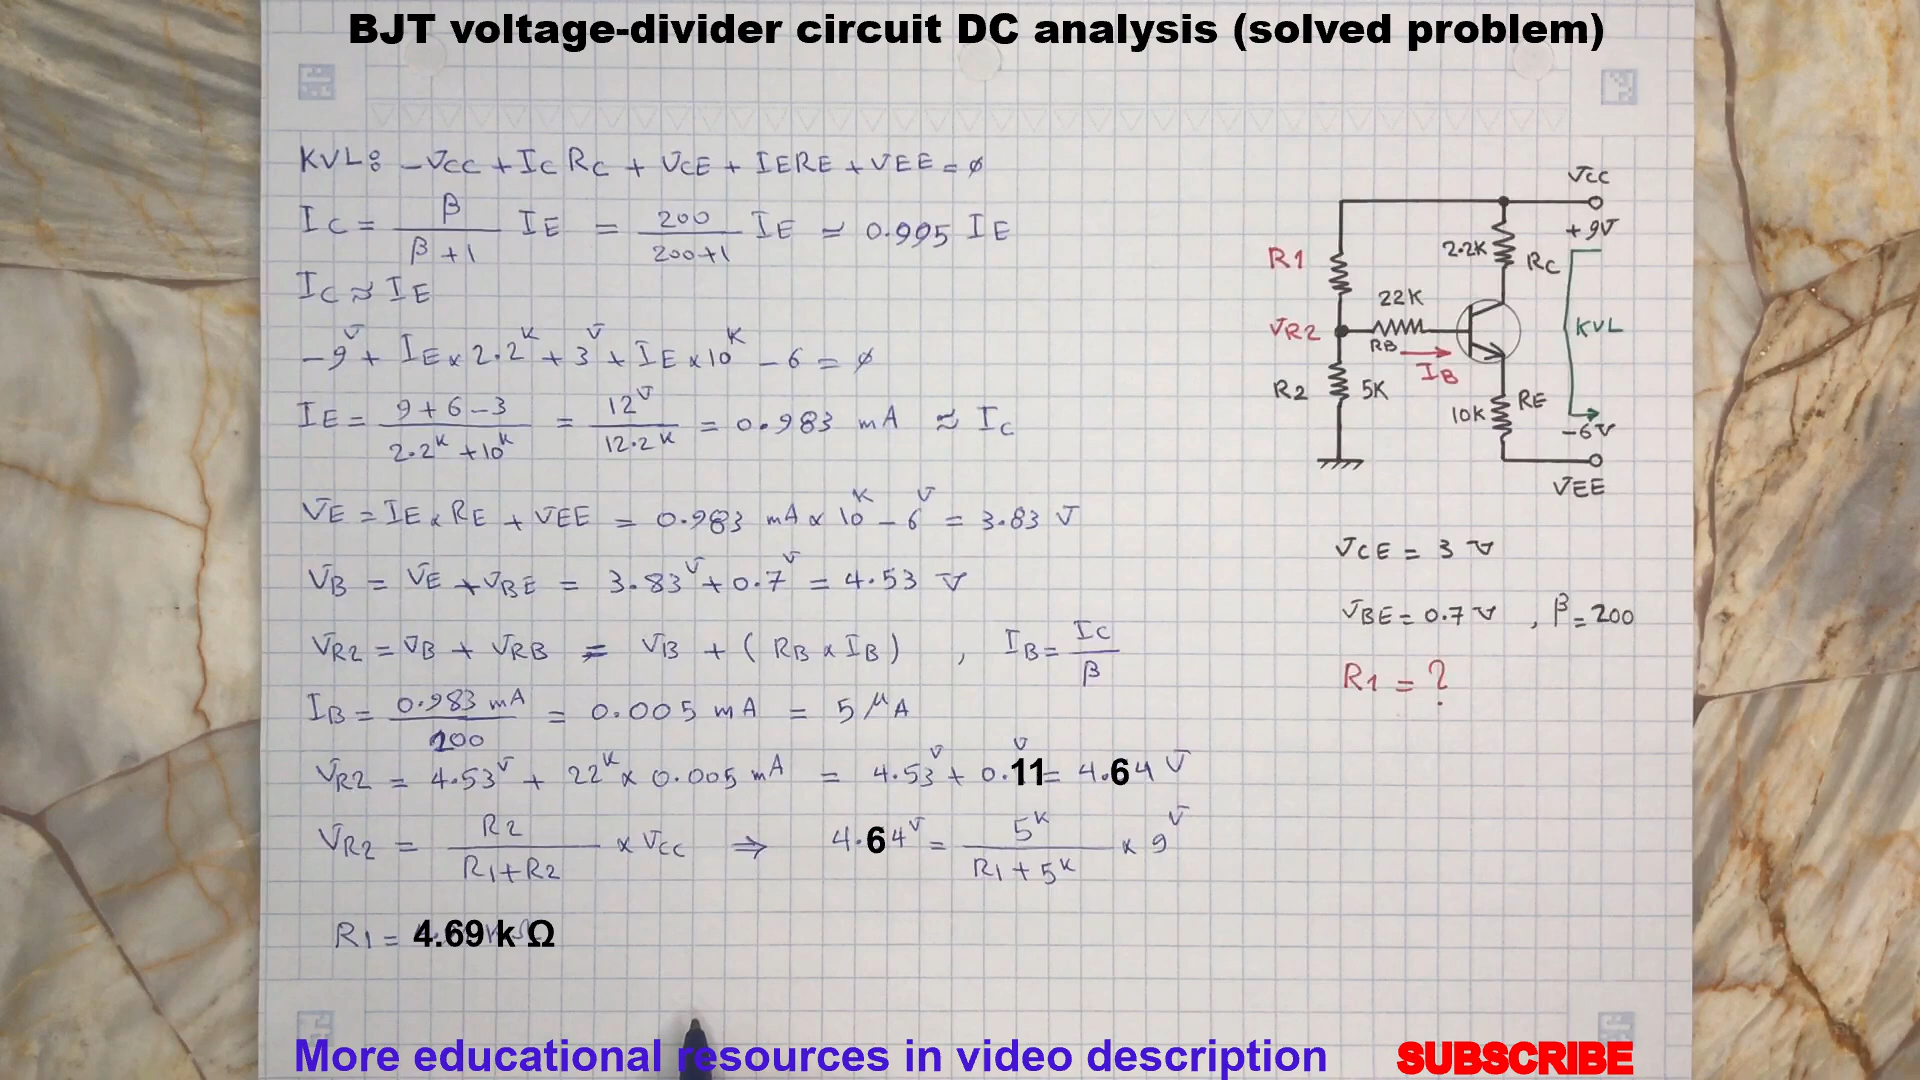 BJT voltage-divider circuit DC analysis (solved problem)
KVL: -VCC + IC RC + VCE + IERE + VEE = ø
IC = β / β+1 IE = 200 / 200+1 IE ≃ 0.995 IE
IC ≈ IE
-9V + IE x 2.2K + 3V + IE x 10K - 6 = ø
IE = 9+6-3 / 2.2K+10K = 12V / 12.2K = 0.983 mA ≈ IC
VE = IE x RE + VEE = 0.983 mA x 10K - 6V = 3.83 V
VB = VE + VBE = 3.83V + 0.7V = 4.53 V
VR2 = VB + VRB = VB + ( RB x IB ) , IB = IC / β
IB = 0.983 mA / 200 = 0.005 mA = 5 μA
VR2 = 4.53V + 22K x 0.005 mA = 4.53V + 0.11V = 4.64 V
VR2 = R2 / R1+R2 x VCC ⇒ 4.64V = 5K / R1+5K x 9V
R1 = 4.69 k Ω
VCC
+9V
2.2K RC
R1
22K
VR2
RB
IB
KVL
R2 5K
10K RE
-6V
VEE
VCE = 3 V
VBE = 0.7 V , β = 200
R1 = ?
More educational resources in video description
SUBSCRIBE